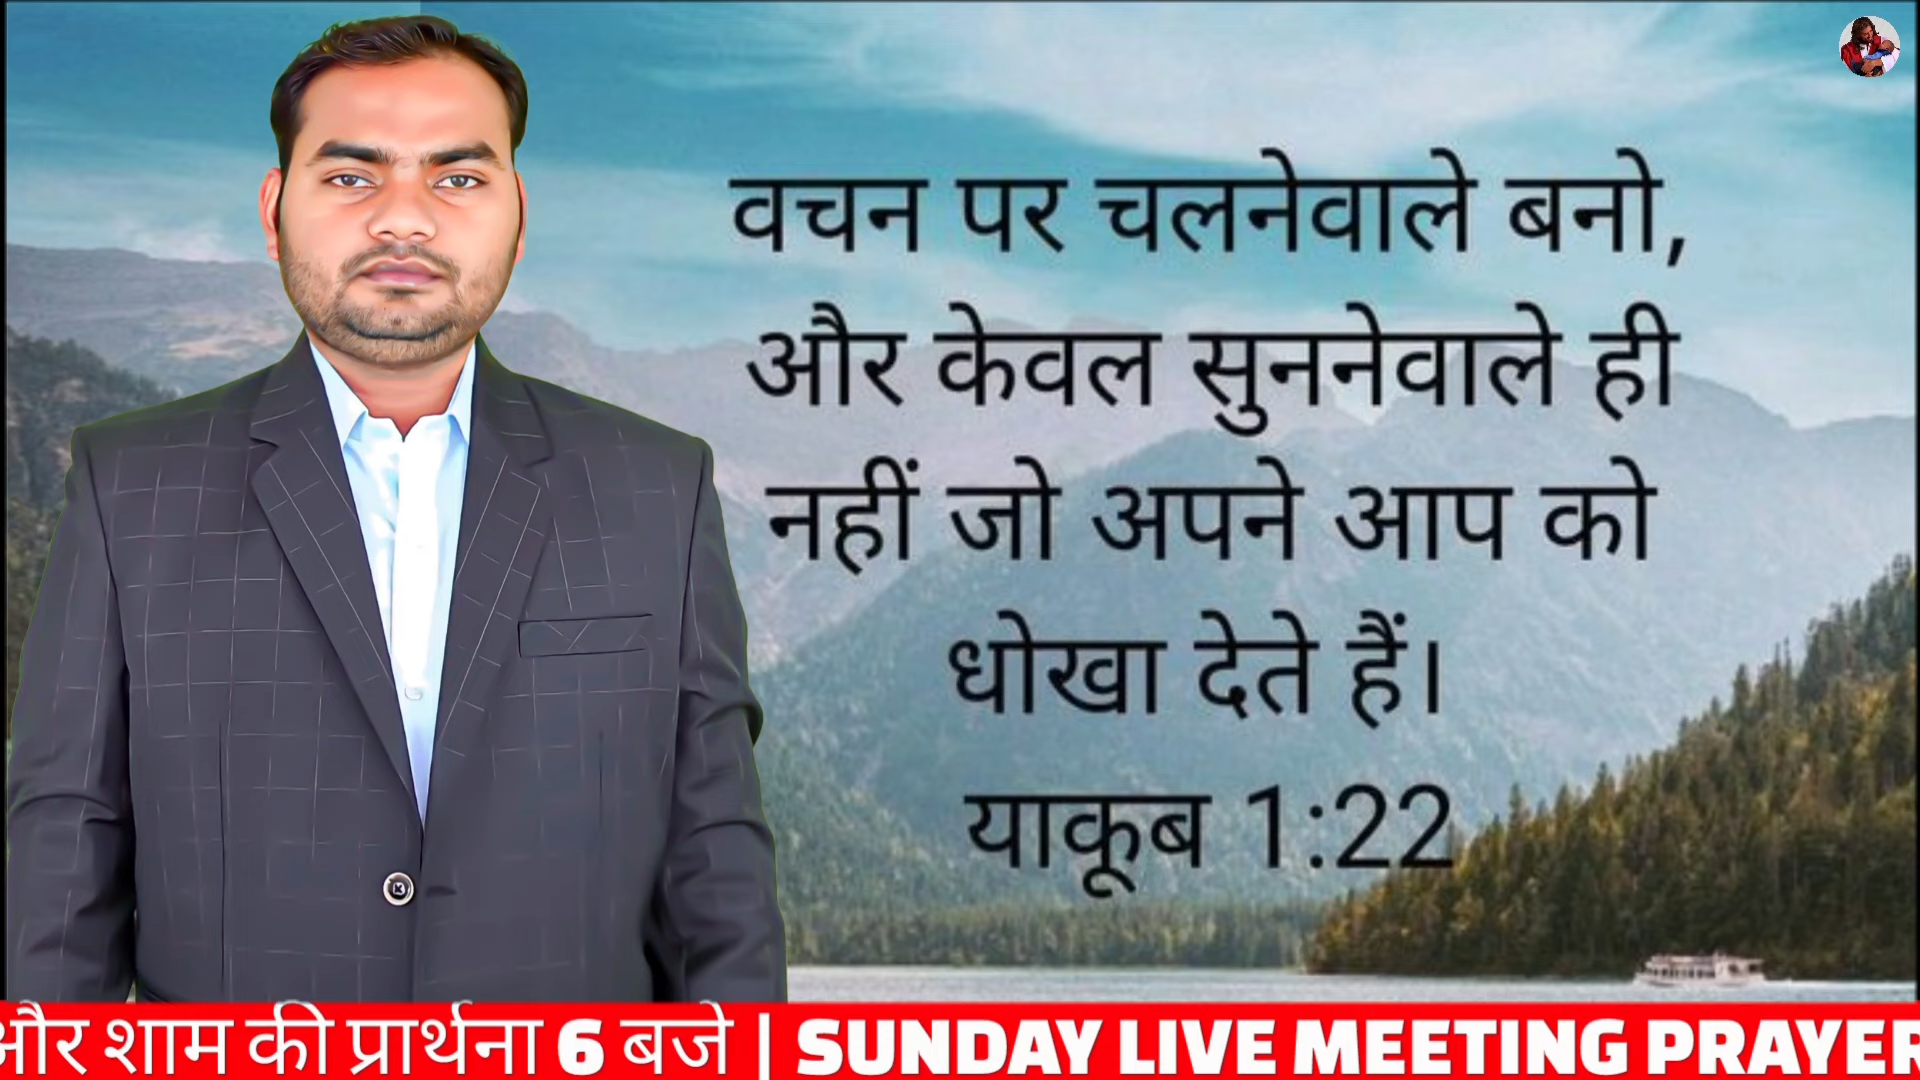 वचन पर चलनेवाले बनो,
और केवल सुननेवाले ही
नहीं जो अपने आप को
धोखा देते हैं।
याकूब 1:22
और शाम की प्रार्थना 6 बजे | SUNDAY LIVE MEETING PRAYER